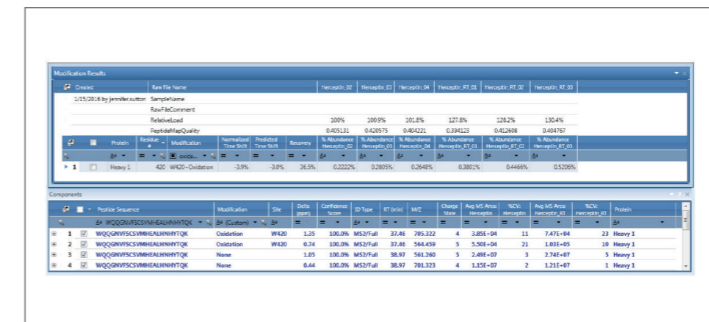 Modification Results
Created Raw File Name Herceptin_02 Herceptin_03 Herceptin_04 Herceptin_RT_01 Herceptin_RT_02 Herceptin_RT_03
1/15/2016 by jennifer.sutton SampleName
RawFileComment
RelativeLoad 100% 100.9% 101.8% 127.8% 128.2% 130.4%
PeptideMapQuality 0.405131 0.420575 0.404221 0.394123 0.412608 0.404767
Protein Residue # Modification Normalized Time Shift Predicted Time Shift Recovery % Abundance Herceptin_02 % Abundance Herceptin_03 % Abundance Herceptin_04 % Abundance Herceptin_RT_01 % Abundance Herceptin_RT_02 % Abundance Herceptin_RT_03
1 Heavy 1 420 W420 - Oxidation -3.9% -3.0% 0.2222% 0.2805% 0.2648% 0.4466% 0.5206%
Components
Peptide Sequence Modification Site Delta (ppm) Confidence Score ID Type RT (min) M/Z Charge State Avg MS Area: Herceptin %CV: Herceptin Avg MS Area: Herceptin_RT %CV: Herceptin_RT Protein
WQQGNVFSCSVMHEALHNHYTQK (Custom)
1 WQQGNVFSCSVMHEALHNHYTQK Oxidation W420 1.25 100.0% MS2/Full 37.46 705.322 4 3.85E+04 11 7.47E+04 23 Heavy 1
2 WQQGNVFSCSVMHEALHNHYTQK Oxidation W420 0.74 100.0% MS2/Full 37.46 564.459 5 5.50E+04 21 1.03E+05 19 Heavy 1
3 WQQGNVFSCSVMHEALHNHYTQK None 1.05 100.0% MS2/Full 38.97 561.260 5 2.49E+07 3 2.74E+07 5 Heavy 1
4 WQQGNVFSCSVMHEALHNHYTQK None 0.44 100.0% MS2/Full 38.97 701.323 4 1.15E+07 2 1.21E+07 1 Heavy 1